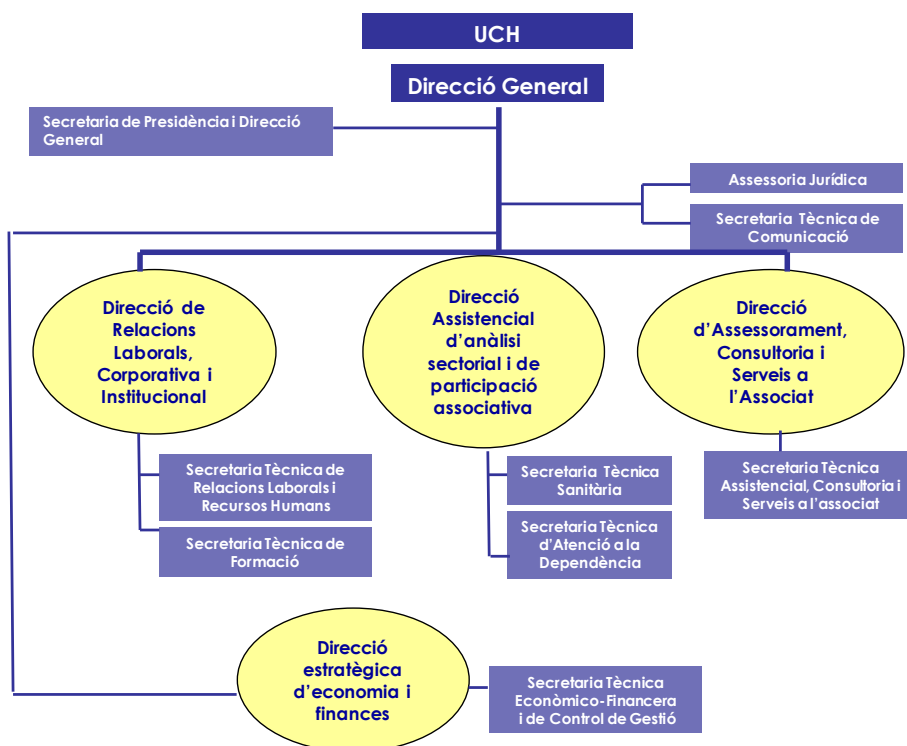 UCH
Direcció General
Secretaria de Presidència i Direcció
General
Assessoria Jurídica
Secretaria Tècnica de
Comunicació
Direcció de
Relacions
Laborals,
Corporativa i
Institucional
Direcció
Assistencial
d'anàlisi
sectorial i de
participació
associativa
Direcció
d'Assessorament,
Consultoria i
Serveis a
l'Associat
Secretaria Tècnica de
Relacions Laborals i
Recursos Humans
Secretaria Tècnica de
Formació
Secretaria Tècnica
Sanitària
Secretaria Tècnica
d'Atenció a la
Dependència
Secretaria Tècnica
Assistencial, Consultoria i
Serveis a l'associat
Direcció
estratègica
d'economia i
finances
Secretaria Tècnica
Econòmico-Financera
i de Control de Gestió